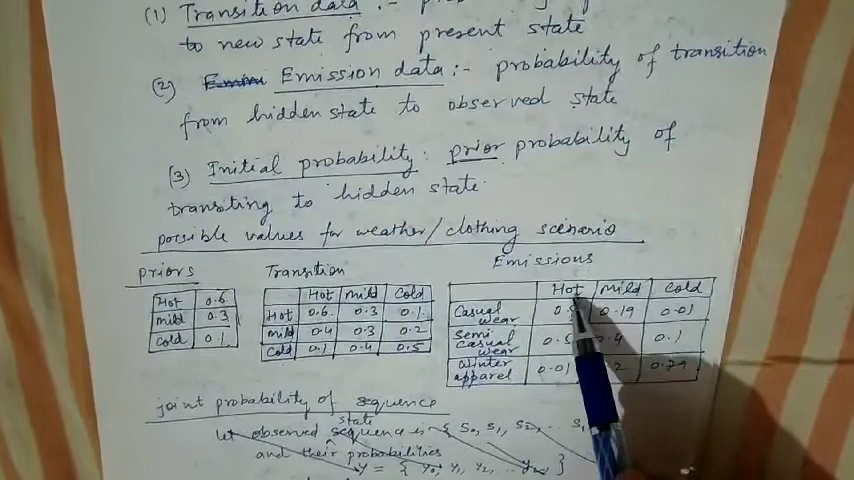 (1) Transition data :-
to new state from present state
(2) Emission data :- probability of transition
from hidden state to observed state
(3) Initial probability : prior probability of
transiting to hidden state
possible values for weather/clothing scenario
priors
Hot 0.6
mild 0.3
cold 0.1
Transition
Hot mild cold
Hot 0.6 0.3 0.1
mild 0.4 0.3 0.2
cold 0.1 0.4 0.5
Emissions
Hot mild cold
Casual wear 0.19 0.01
Semi casual wear 0.1
Winter apparel 0.01
joint probability of sequence
let observed sequence is { S0, S1, S2, ..
state
and their probabilities
y = { y0, y1, y2, .. }